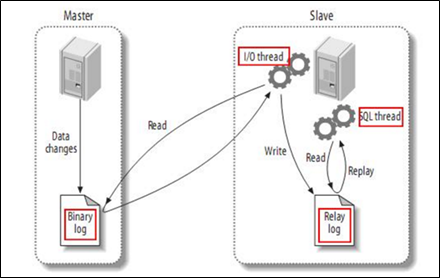 Master
Slave
I/O thread
SQL thread
Data
changes
Read
Write
Read
Replay
Binary
log
Relay
log